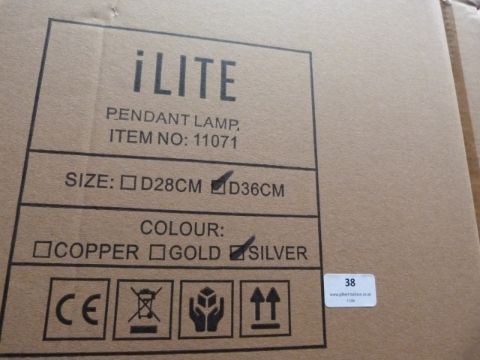 iLITE
PENDANT LAMP
ITEM NO: 11071
SIZE: D28CM D36CM
COLOUR:
COPPER GOLD SILVER
CE
38